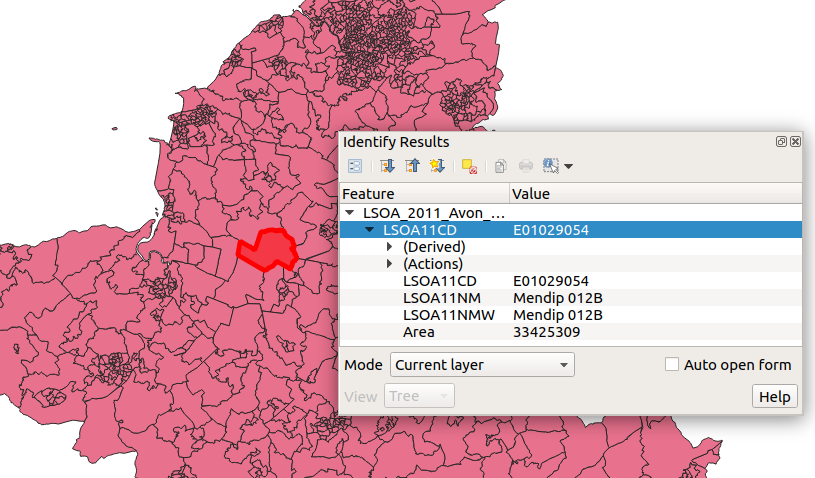 Identify Results
Feature Value
LSOA_2011_Avon_...
LSOA11CD E01029054
(Derived)
(Actions)
LSOA11CD E01029054
LSOA11NM Mendip 012B
LSOA11NMW Mendip 012B
Area 33425309
Mode Current layer Auto open form
View Tree Help